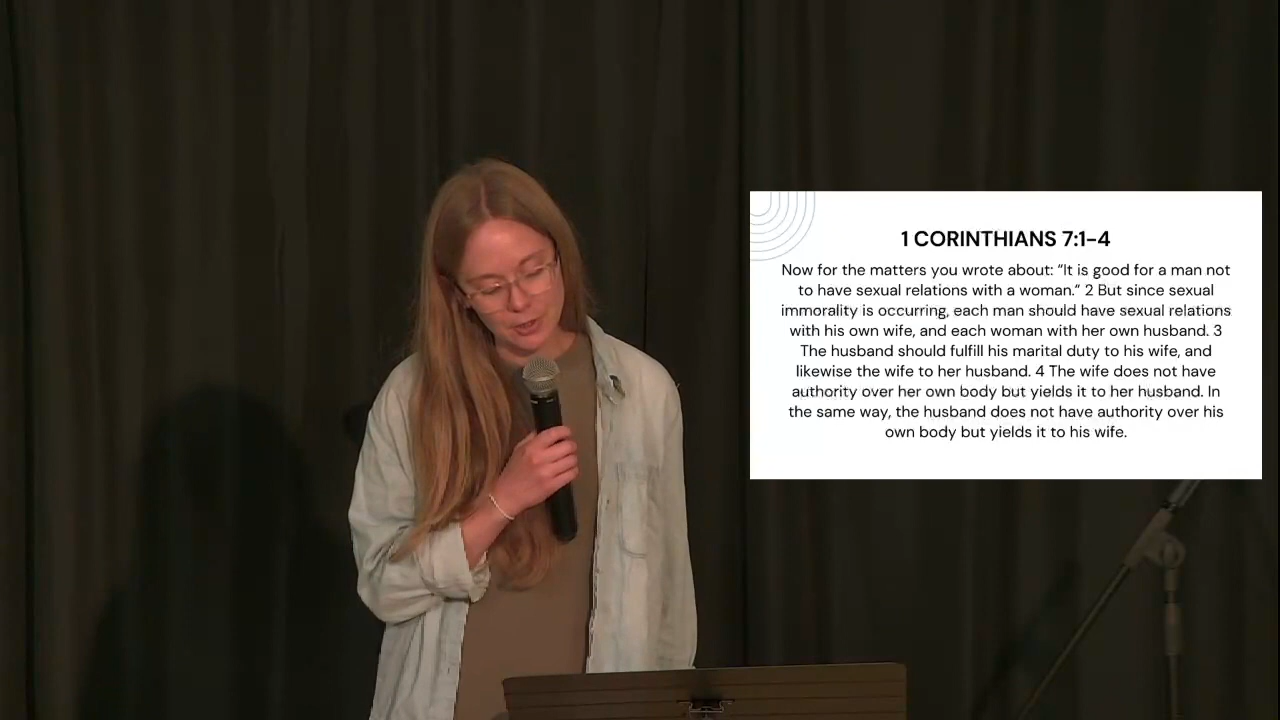 1 CORINTHIANS 7:1-4
Now for the matters you wrote about: “It is good for a man not
to have sexual relations with a woman.” 2 But since sexual
immorality is occurring, each man should have sexual relations
with his own wife, and each woman with her own husband. 3
The husband should fulfill his marital duty to his wife, and
likewise the wife to her husband. 4 The wife does not have
authority over her own body but yields it to her husband. In
the same way, the husband does not have authority over his
own body but yields it to his wife.